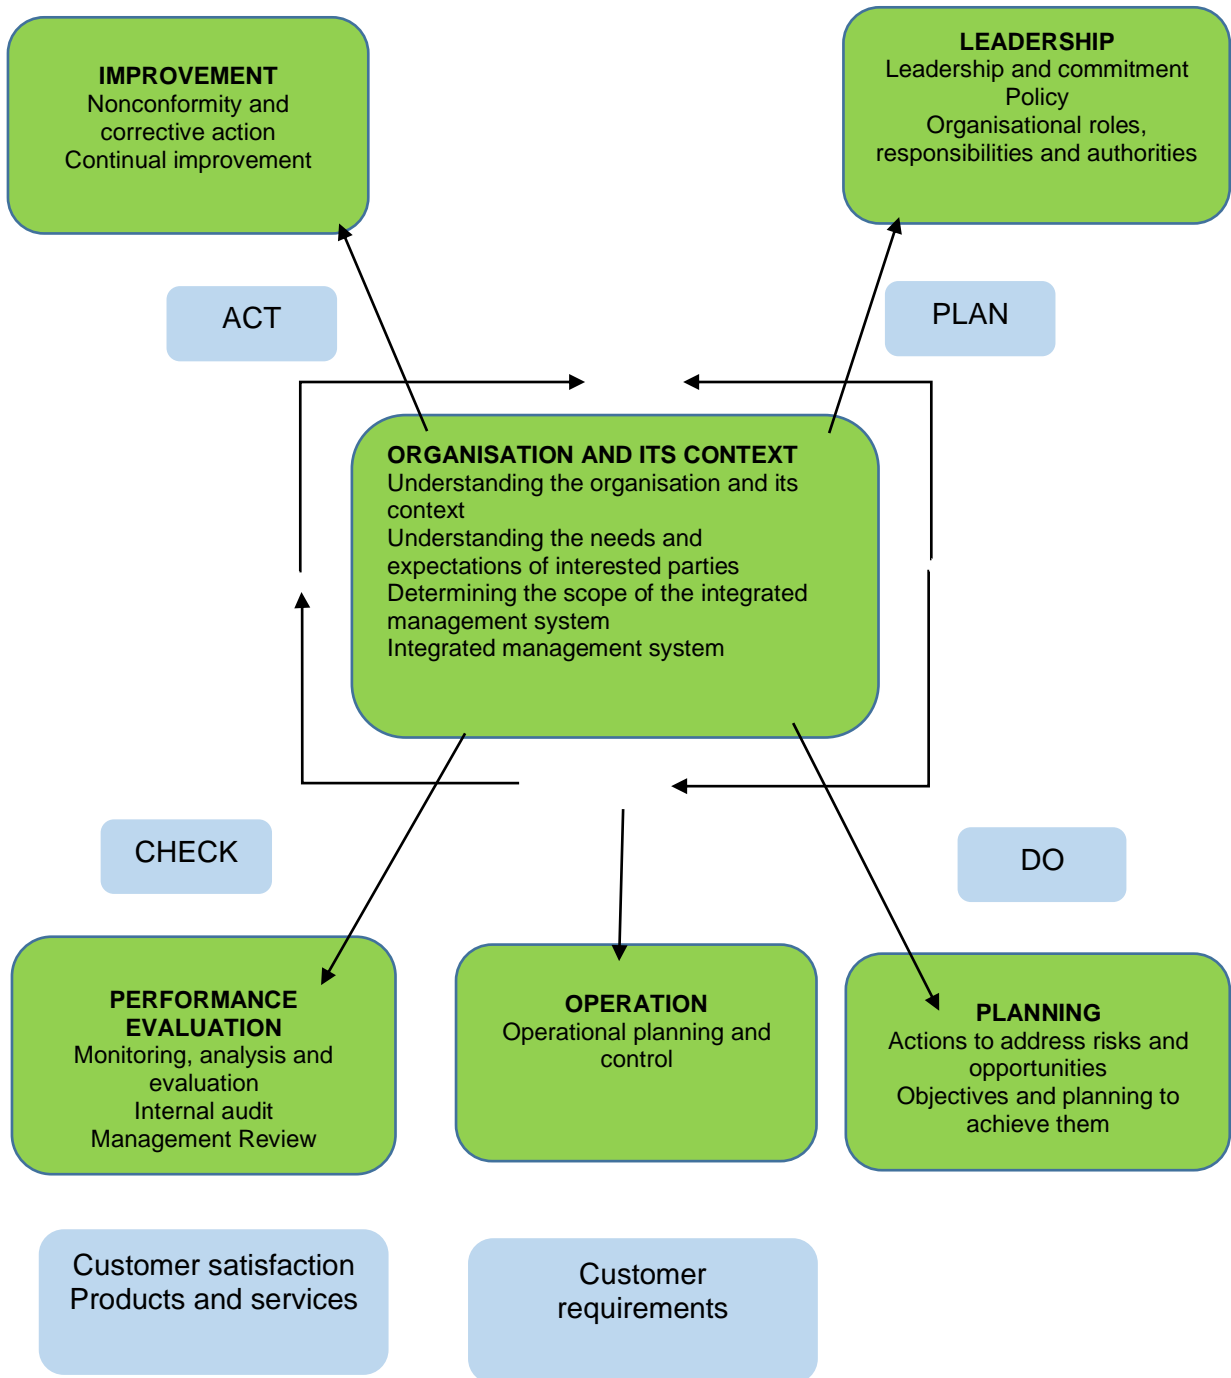 IMPROVEMENT
Nonconformity and
corrective action
Continual improvement
LEADERSHIP
Leadership and commitment
Policy
Organisational roles,
responsibilities and authorities
ACT
PLAN
ORGANISATION AND ITS CONTEXT
Understanding the organisation and its
context
Understanding the needs and
expectations of interested parties
Determining the scope of the integrated
management system
Integrated management system
CHECK
DO
PERFORMANCE
EVALUATION
Monitoring, analysis and
evaluation
Internal audit
Management Review
OPERATION
Operational planning and
control
PLANNING
Actions to address risks and
opportunities
Objectives and planning to
achieve them
Customer satisfaction
Products and services
Customer
requirements